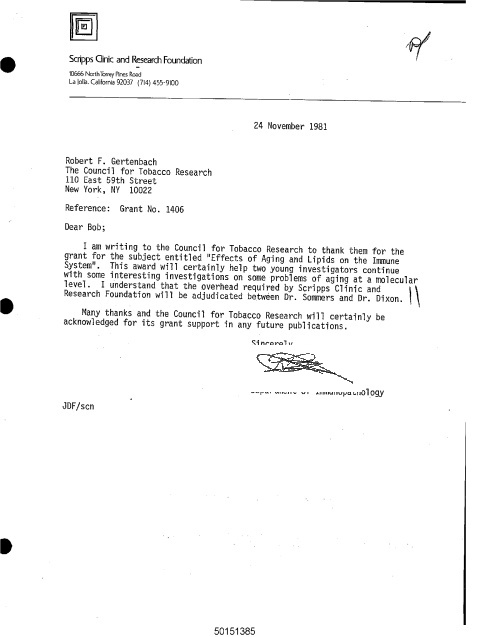 Scripps Clinic and Research Foundation
10666 North Torrey Pines Road
La Jolla, California 92037 (714) 455-9100
24 November 1981
Robert F. Gertenbach
The Council for Tobacco Research
110 East 59th Street
New York, NY 10022
Reference: Grant No. 1406
Dear Bob;
I am writing to the Council for Tobacco Research to thank them for the
grant for the subject entitled "Effects of Aging and Lipids on the Immune
System". This award will certainly help two young investigators continue
with some interesting investigations on some problems of aging at a molecular
level. I understand that the overhead required by Scripps Clinic and
Research Foundation will be adjudicated between Dr. Sommers and Dr. Dixon.
Many thanks and the Council for Tobacco Research will certainly be
acknowledged for its grant support in any future publications.
Sincerely
Department of Immunopathology
JDF/scn
50151385